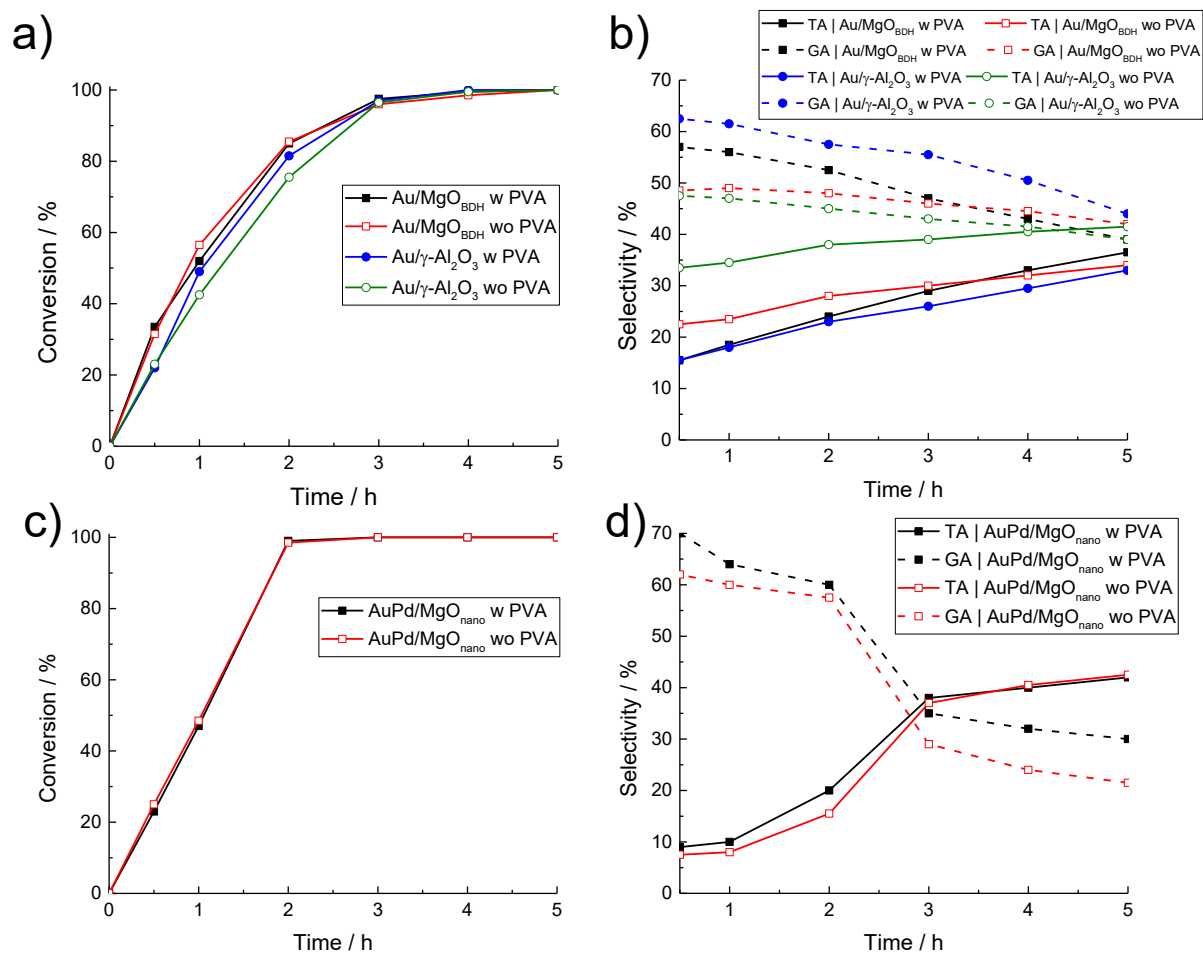 a)
Conversion / %
100
80
60
40
20
0
0 1 2 3 4 5
Time / h
Au/MgO_BDH w PVA
Au/MgO_BDH wo PVA
Au/γ-Al₂O₃ w PVA
Au/γ-Al₂O₃ wo PVA
b)
TA | Au/MgO_BDH w PVA TA | Au/MgO_BDH wo PVA
GA | Au/MgO_BDH w PVA GA | Au/MgO_BDH wo PVA
TA | Au/γ-Al₂O₃ w PVA TA | Au/γ-Al₂O₃ wo PVA
GA | Au/γ-Al₂O₃ w PVA GA | Au/γ-Al₂O₃ wo PVA
Selectivity / %
70
60
50
40
30
20
10
0
1 2 3 4 5
Time / h
c)
Conversion / %
100
80
60
40
20
0
0 1 2 3 4 5
Time / h
AuPd/MgO_nano w PVA
AuPd/MgO_nano wo PVA
d)
Selectivity / %
70
60
50
40
30
20
10
0
1 2 3 4 5
Time / h
TA | AuPd/MgO_nano w PVA
GA | AuPd/MgO_nano w PVA
TA | AuPd/MgO_nano wo PVA
GA | AuPd/MgO_nano wo PVA